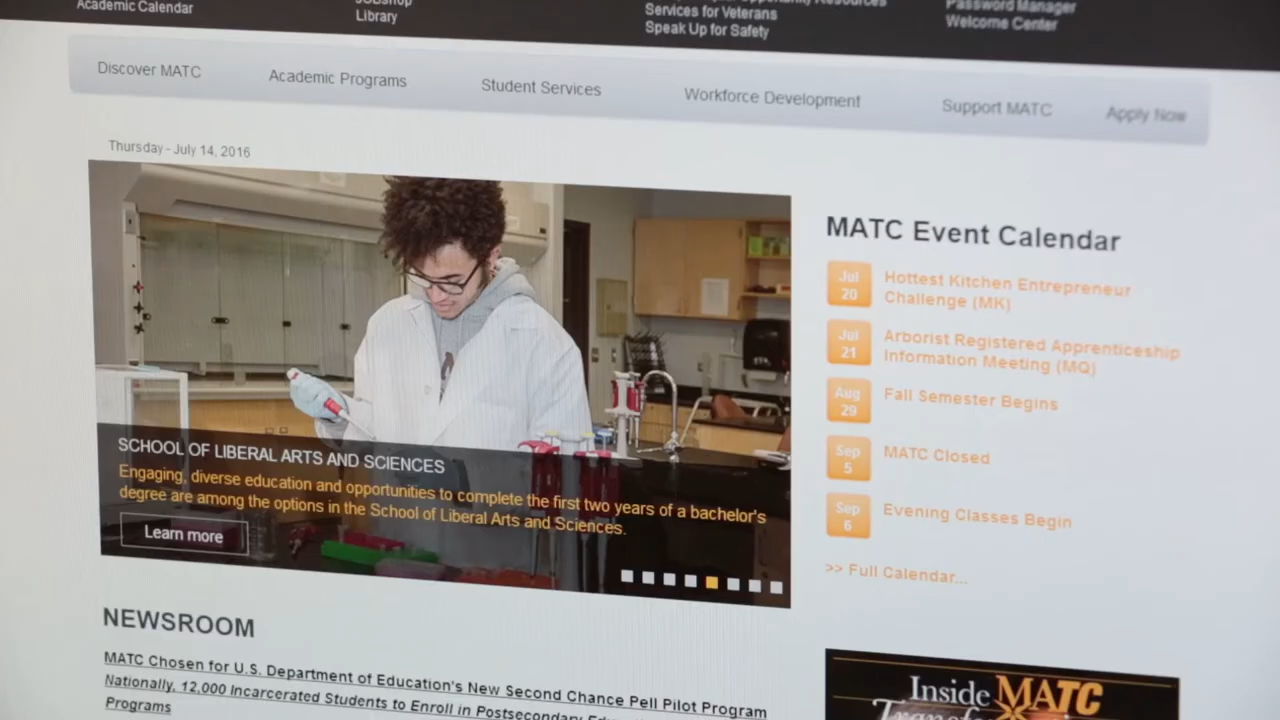 Academic Calendar
Library
Services for Veterans
Speak Up for Safety
Password Manager
Welcome Center
Discover MATC
Academic Programs
Student Services
Workforce Development
Support MATC
Apply Now
Thursday - July 14, 2016
SCHOOL OF LIBERAL ARTS AND SCIENCES
Engaging, diverse education and opportunities to complete the first two years of a bachelor's
degree are among the options in the School of Liberal Arts and Sciences.
Learn more
MATC Event Calendar
Jul
20
Hottest Kitchen Entrepreneur
Challenge (MK)
Jul
21
Arborist Registered Apprenticeship
Information Meeting (MQ)
Aug
29
Fall Semester Begins
Sep
5
MATC Closed
Sep
6
Evening Classes Begin
>> Full Calendar...
NEWSROOM
MATC Chosen for U.S. Department of Education's New Second Chance Pell Pilot Program
Nationally, 12,000 Incarcerated Students to Enroll in Postsecondary
Programs
Inside MATC